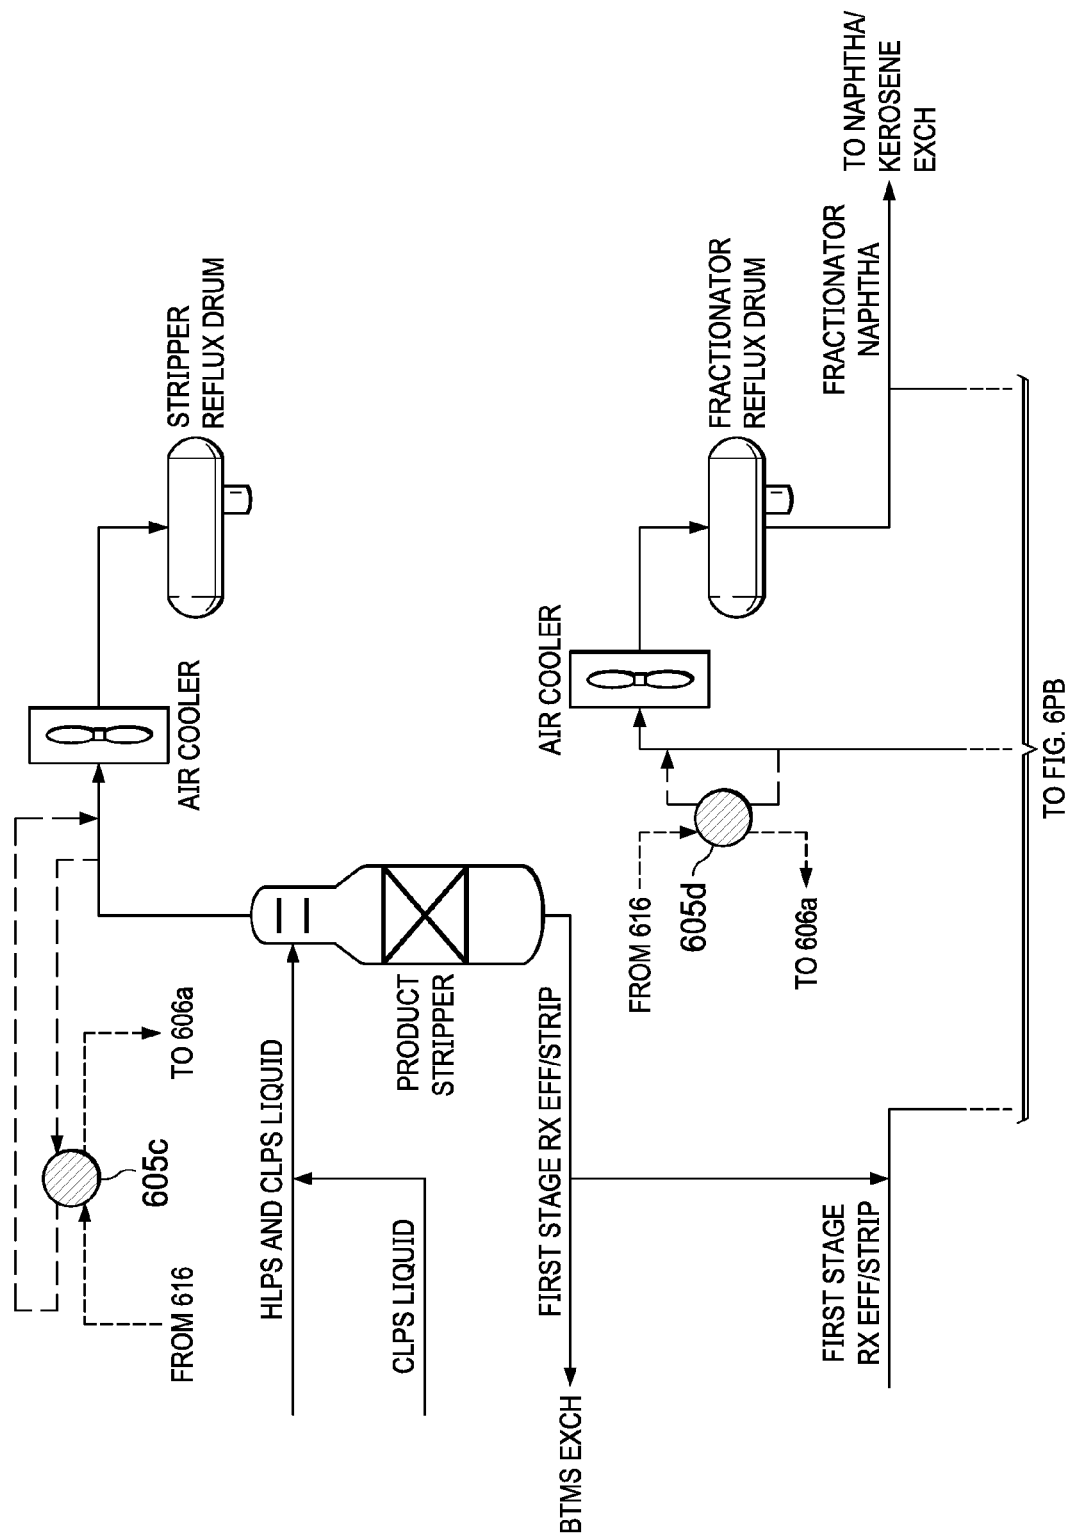 STRIPPER
REFLUX DRUM
AIR COOLER
TO 606a
605c
FROM 616
HLPS AND CLPS LIQUID
CLPS LIQUID
PRODUCT
STRIPPER
FIRST STAGE RX EFF/STRIP
BTMS EXCH
AIR COOLER
FRACTIONATOR
REFLUX DRUM
FROM 616
605d
TO 606a
FRACTIONATOR
NAPHTHA
TO NAPHTHA/
KEROSENE
EXCH
FIRST STAGE
RX EFF/STRIP
TO FIG. 6PB